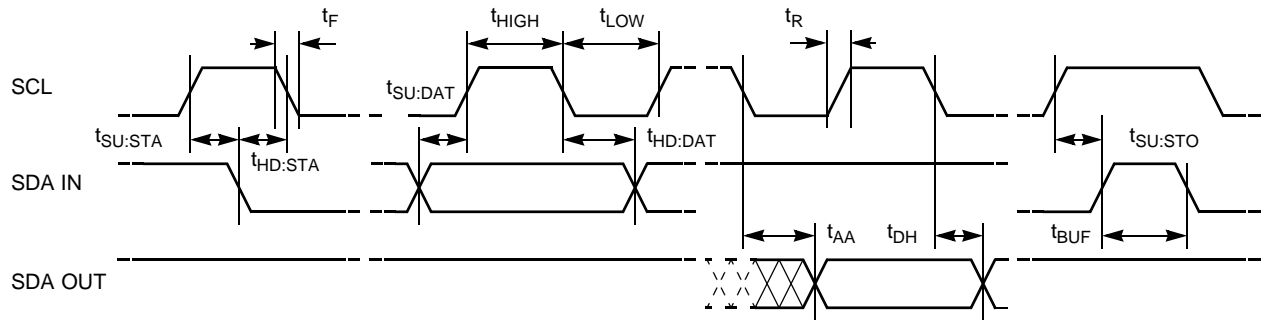 tF
tHIGH
tLOW
tR
SCL
tSU:DAT
tSU:STA
tHD:STA
tHD:DAT
tSU:STO
SDA IN
tAA
tDH
tBUF
SDA OUT